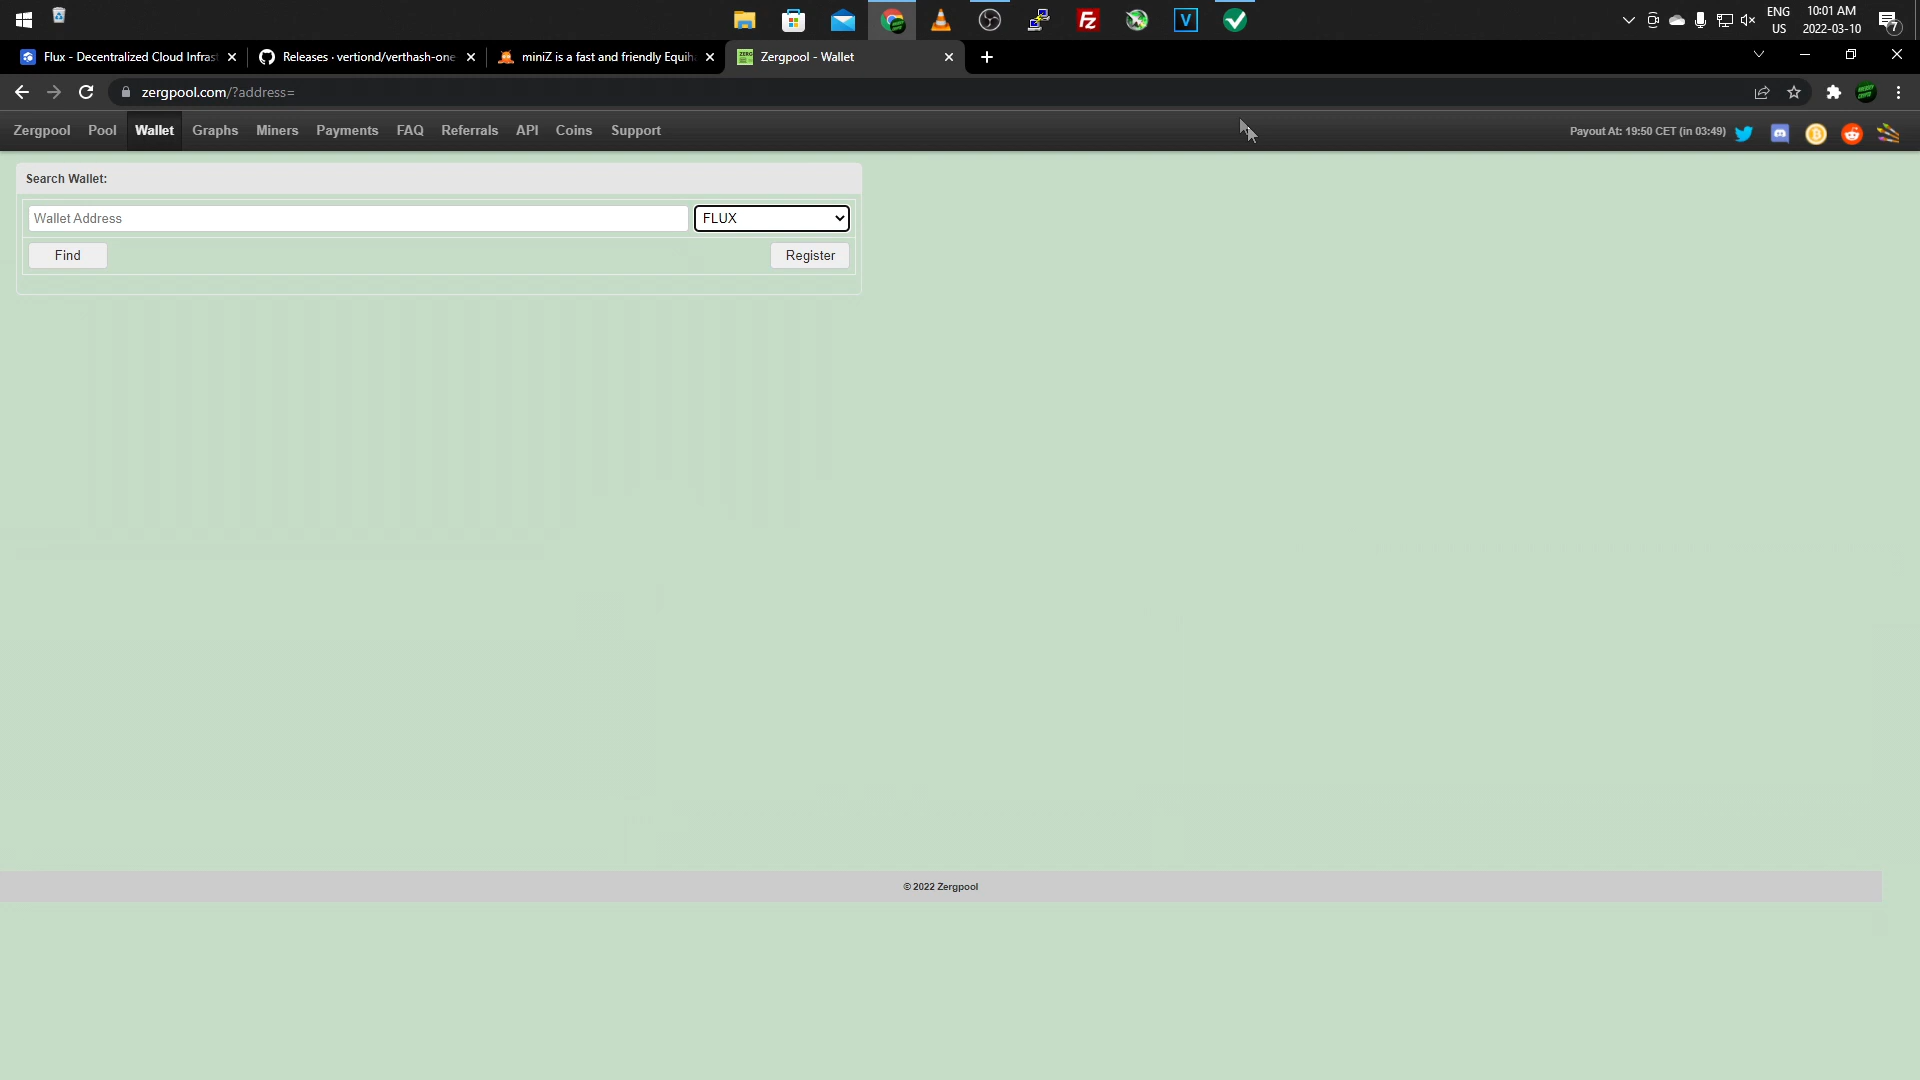 ENG
US
10:01 AM
2022-03-10
7
Flux - Decentralized Cloud Infrast
Releases · vertiond/verthash-one
miniZ is a fast and friendly Equih
Zergpool - Wallet
zergpool.com/?address=
Zergpool Pool Wallet Graphs Miners Payments FAQ Referrals API Coins Support
Payout At: 19:50 CET (in 03:49)
Search Wallet:
Wallet Address
FLUX
Find
Register
© 2022 Zergpool